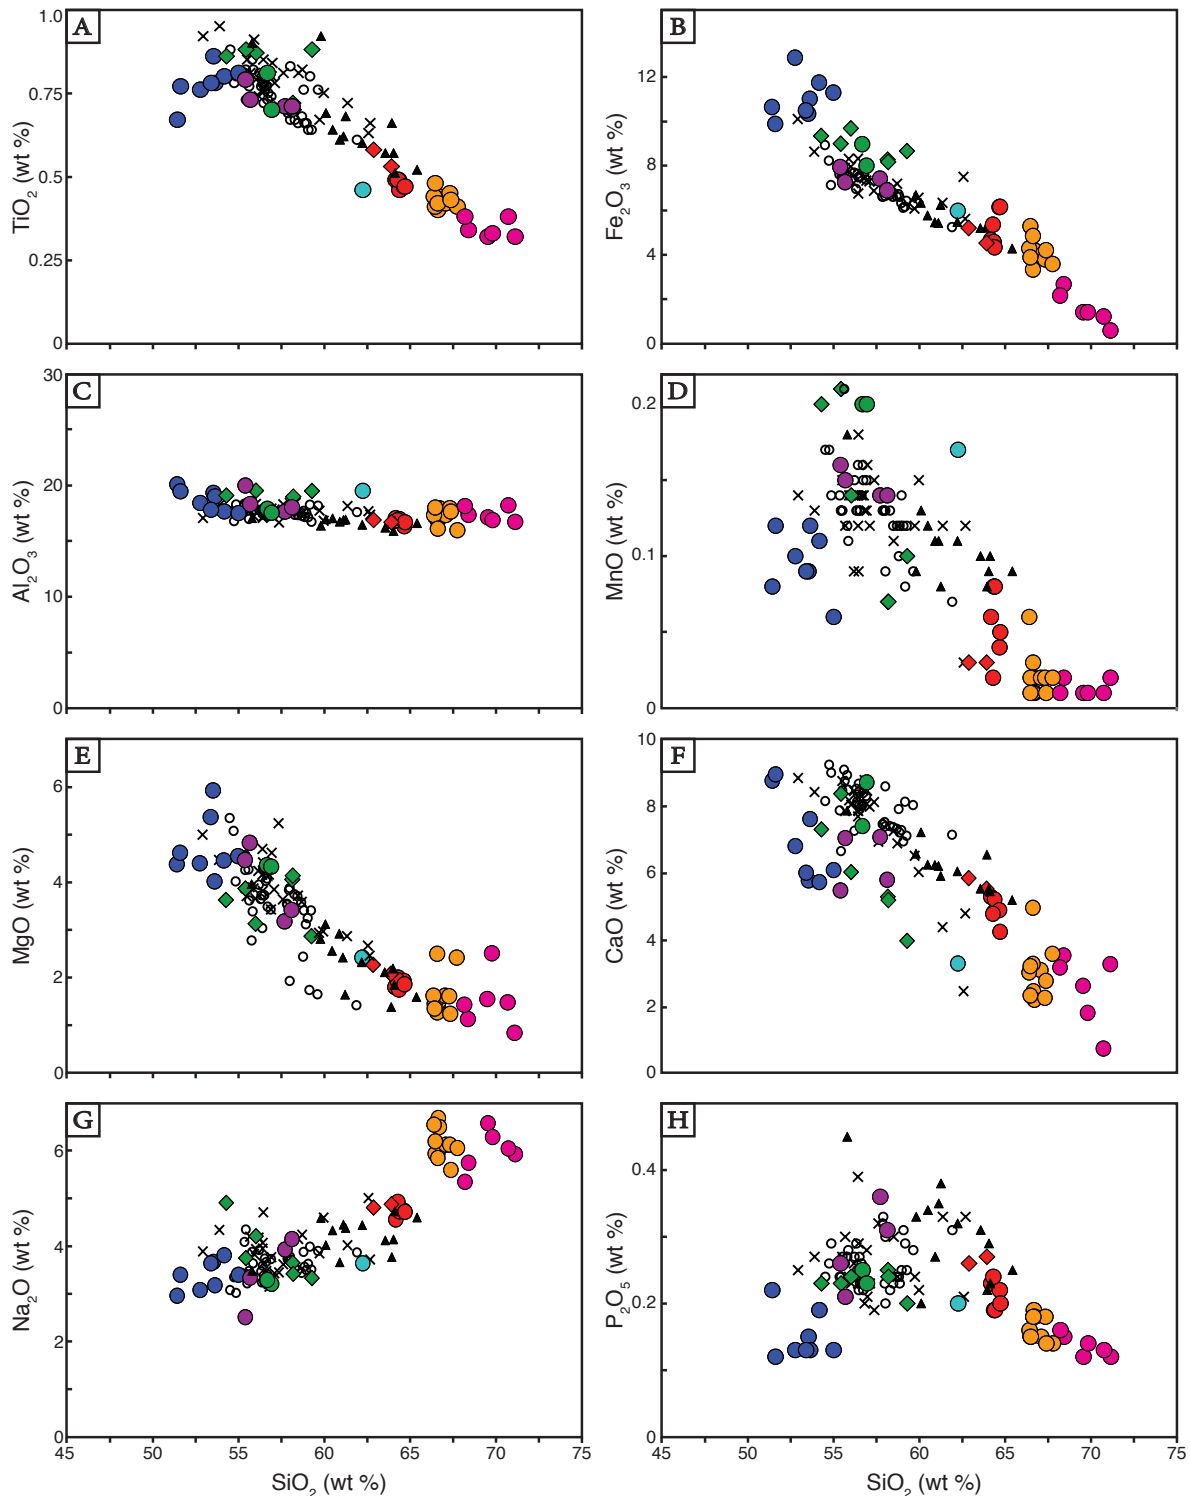 A
1.0
0.75
0.5
0.25
0
TiO2 (wt %)
B
12
8
4
0
Fe2O3 (wt %)
C
30
20
10
0
Al2O3 (wt %)
D
0.2
0.1
0
MnO (wt %)
E
6
4
2
0
MgO (wt %)
F
10
8
6
4
2
0
CaO (wt %)
G
6
4
2
0
Na2O (wt %)
45 50 55 60 65 70 75
SiO2 (wt %)
H
0.4
0.2
0
P2O5 (wt %)
45 50 55 60 65 70 75
SiO2 (wt %)